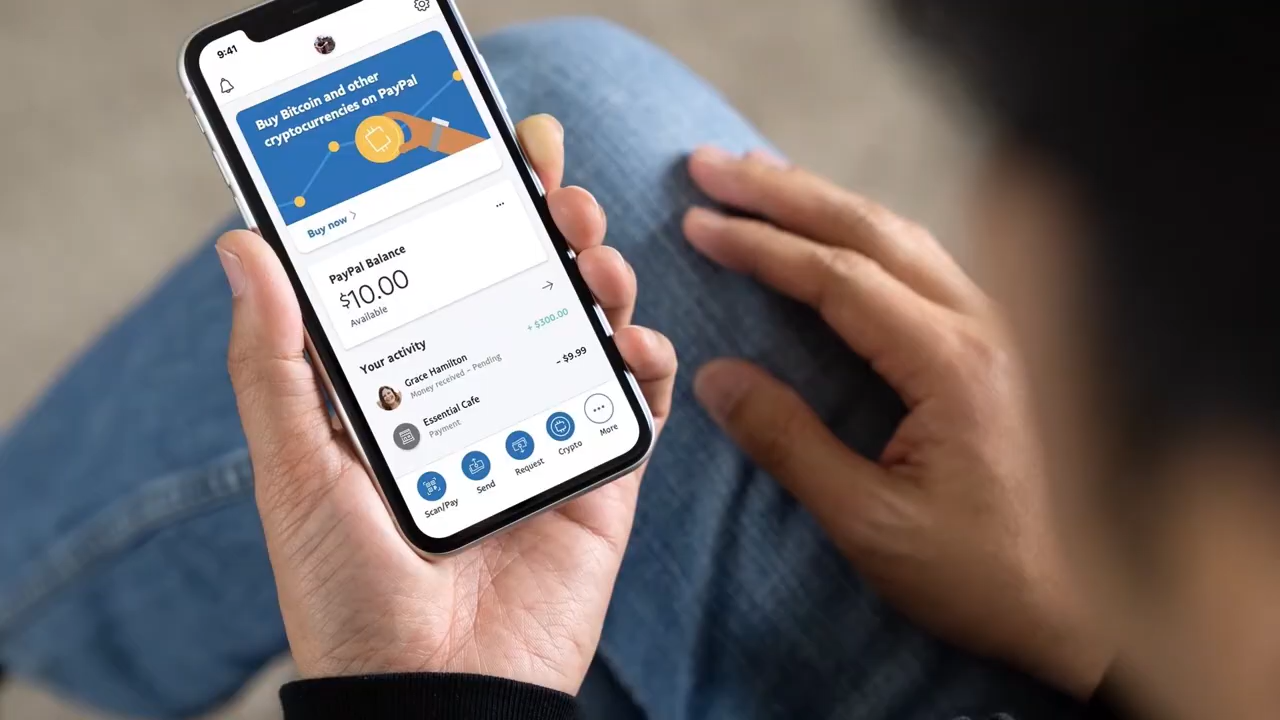 9:41
Buy Bitcoin and other
cryptocurrencies on PayPal
Buy now
PayPal Balance
$10.00
Available
Your activity
Grace Hamilton
Money received – Pending
+ $300.00
Essential Cafe
Payment
– $9.99
Scan/Pay
Send
Request
Crypto
More